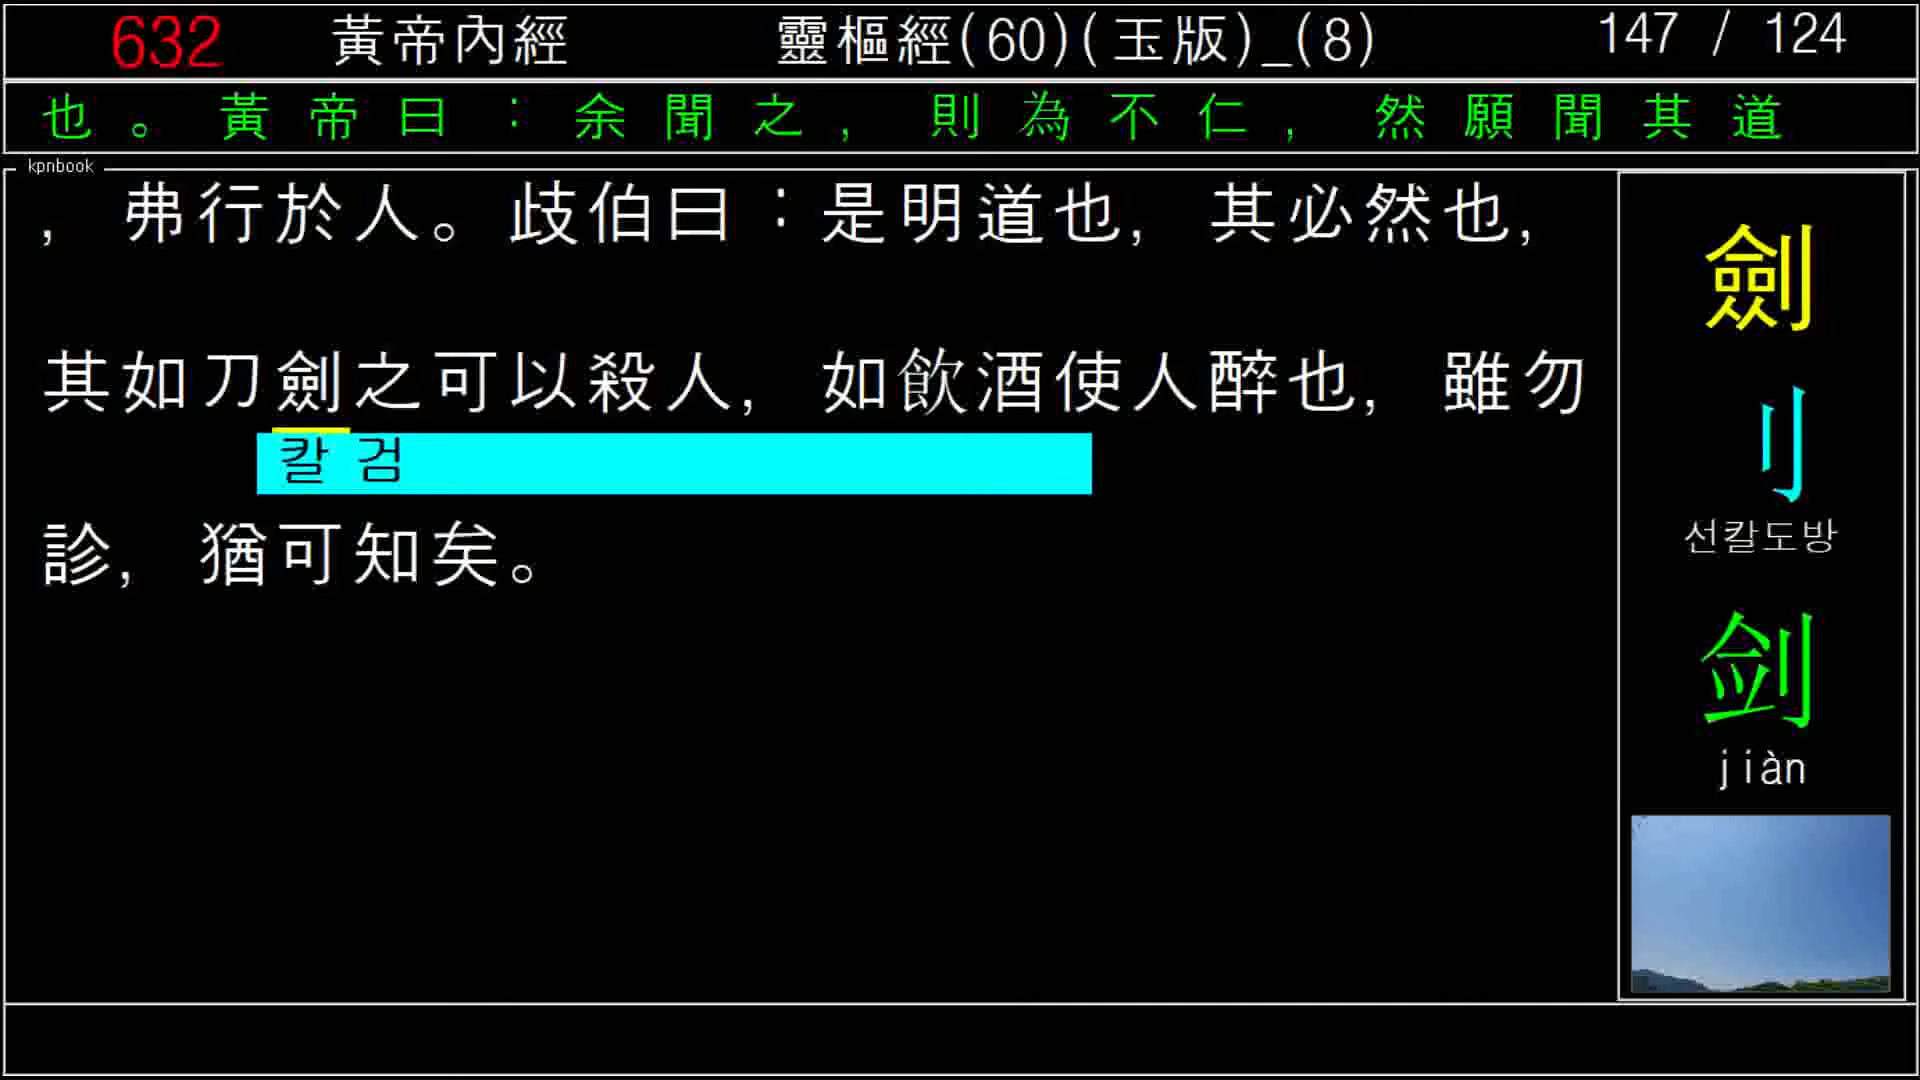 632 黃帝內經 靈樞經(60)(玉版)_(8) 147 / 124
也。黃帝曰：余聞之, 則為不仁, 然願聞其道
kpnbook
, 弗行於人。歧伯曰：是明道也, 其必然也,
其如刀劍之可以殺人, 如飮酒使人醉也, 雖勿
칼 검
診, 猶可知矣。
劍
刂
선칼도방
剑
jiàn